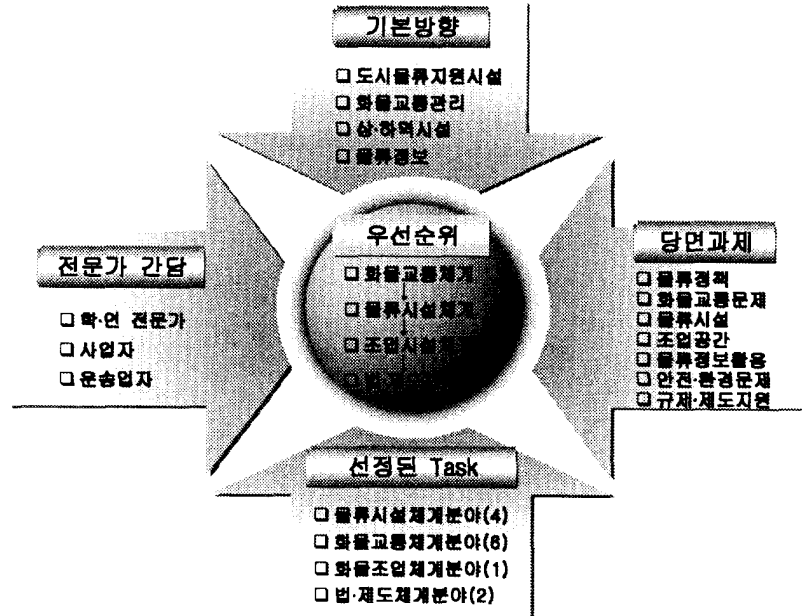 기본방향
❑ 도시물류지원시설
❑ 화물교통관리
❑ 상·하역시설
❑ 물류정보
전문가 간담
❑ 학·연 전문가
❑ 사업자
❑ 운송업자
우선순위
❑ 화물교통체계
❑ 물류시설체계
❑ 조업시설
당면과제
❑ 물류정책
❑ 화물교통문제
❑ 물류시설
❑ 조업공간
❑ 물류정보활용
❑ 안전·환경문제
❑ 규제·제도지원
선정된 Task
❑ 물류시설체계분야(4)
❑ 화물교통체계분야(6)
❑ 화물조업체계분야(1)
❑ 법·제도체계분야(2)